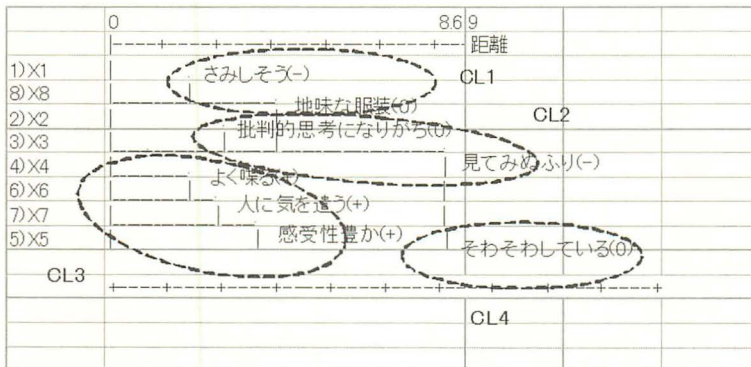 0 8.69
距離
1)X1 さみしそう(-) CL1
8)X8 地味な服装(0) CL2
2)X2 批判的思考になりがち(0)
3)X3 見てみぬふり(-)
4)X4 よく喋る(+)
6)X6 人に気を遣う(+)
7)X7 感受性豊か(+)
5)X5 そわそわしている(0)
CL3
CL4